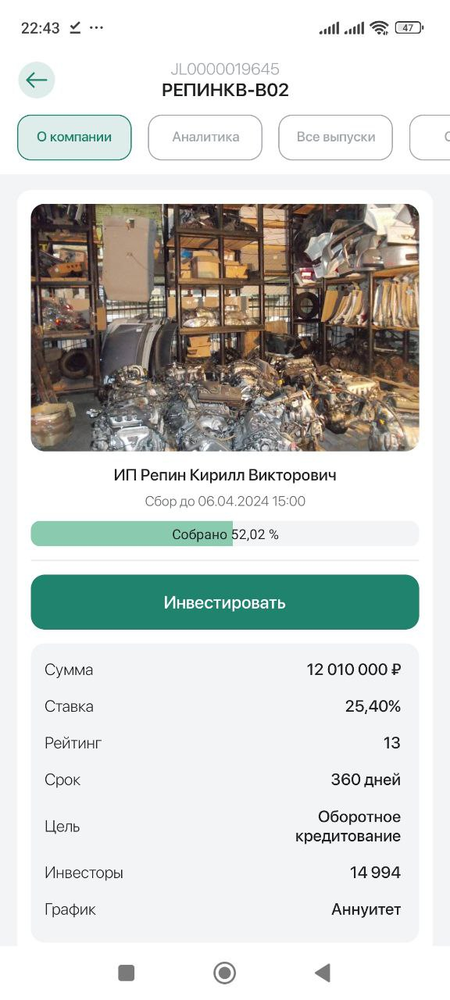 22:43
47
JL0000019645
РЕПИНКВ-В02
О компании
Аналитика
Все выпуски
С
ИП Репин Кирилл Викторович
Сбор до 06.04.2024 15:00
Собрано 52,02 %
Инвестировать
Сумма 12 010 000 ₽
Ставка 25,40%
Рейтинг 13
Срок 360 дней
Цель Оборотное
кредитование
Инвесторы 14 994
График Аннуитет